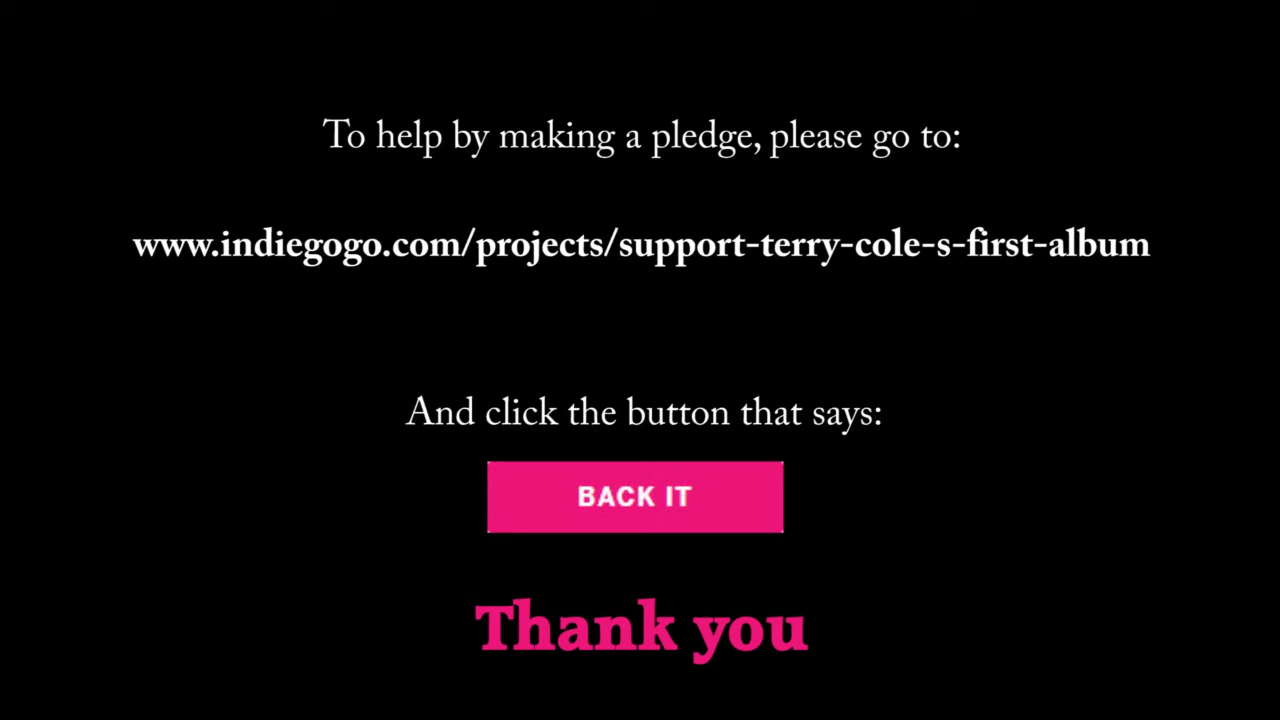 To help by making a pledge, please go to:
www.indiegogo.com/projects/support-terry-cole-s-first-album
And click the button that says:
BACK IT
Thank you